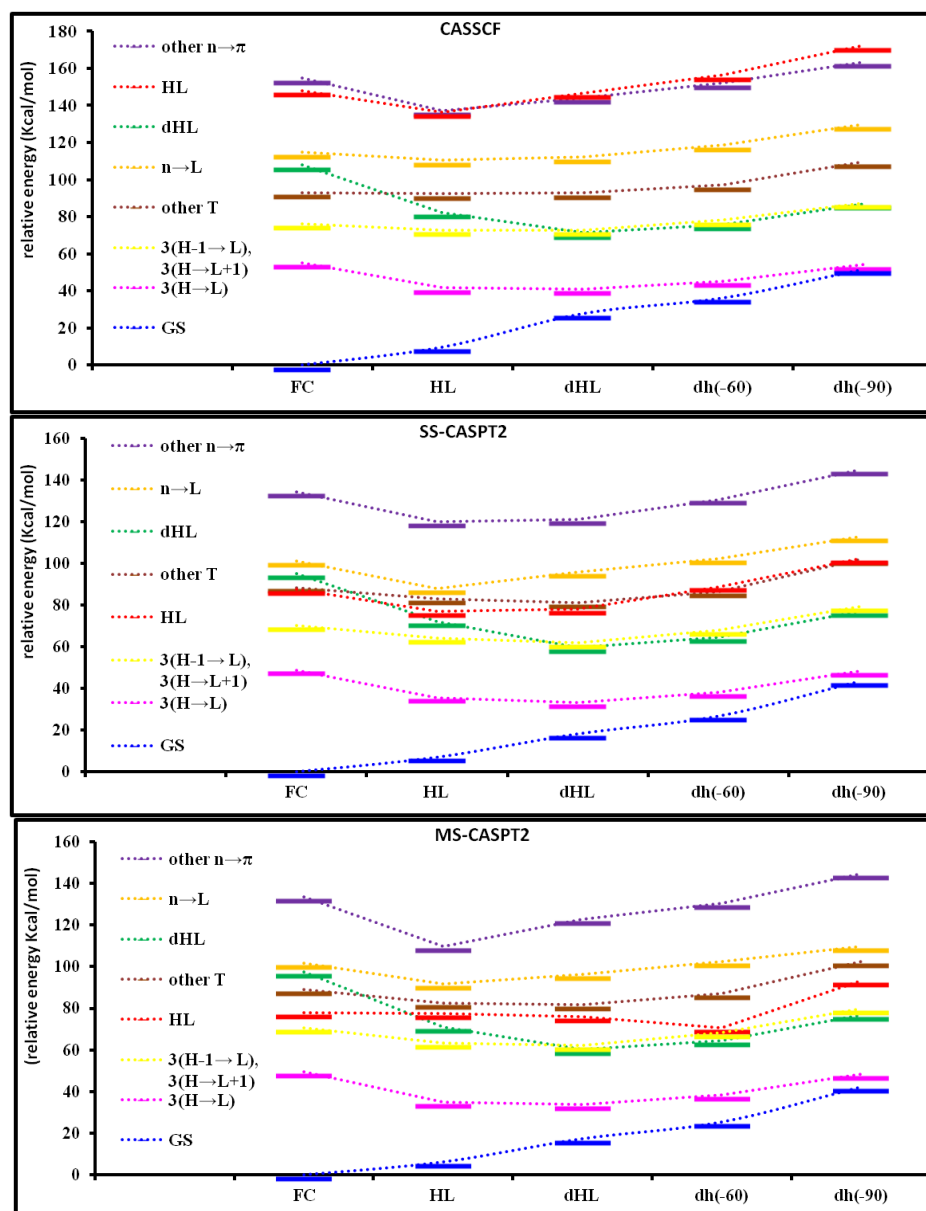 CASSCF
relative energy (Kcal/mol)
180
160
140
120
100
80
60
40
20
0
other n→π
HL
dHL
n→L
other T
3(H-1→L),
3(H→L+1)
3(H→L)
GS
FC
HL
dHL
dh(-60)
dh(-90)
SS-CASPT2
relative energy (Kcal/mol)
160
140
120
100
80
60
40
20
0
other n→π
n→L
dHL
other T
HL
3(H-1→L),
3(H→L+1)
3(H→L)
GS
FC
HL
dHL
dh(-60)
dh(-90)
MS-CASPT2
(relative energy Kcal/mol)
160
140
120
100
80
60
40
20
0
other n→π
n→L
dHL
other T
HL
3(H-1→L),
3(H→L+1)
3(H→L)
GS
FC
HL
dHL
dh(-60)
dh(-90)